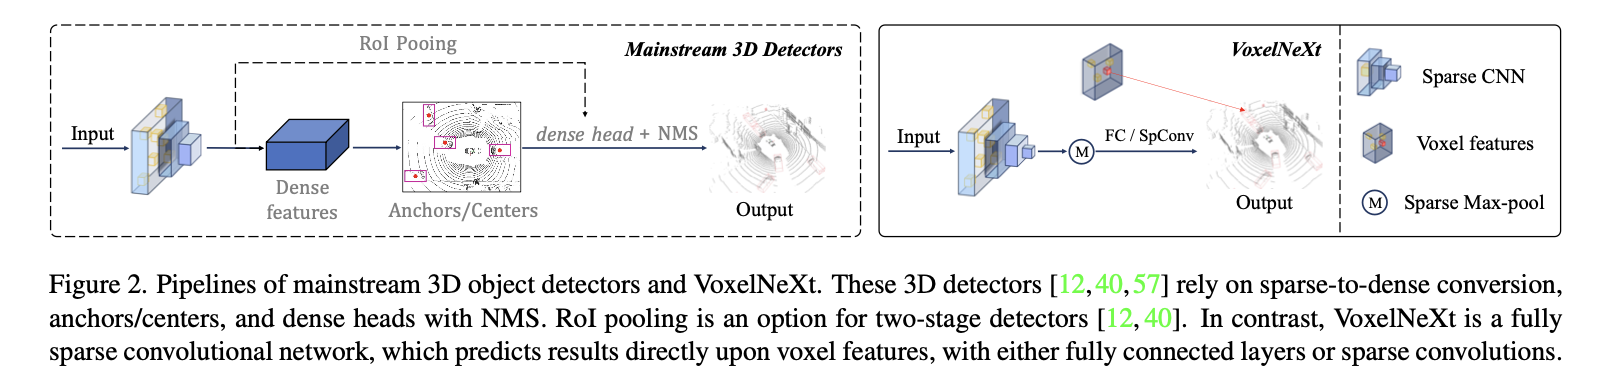 RoI Pooing
Mainstream 3D Detectors
Input
dense head + NMS
Dense
features
Anchors/Centers
Output
VoxelNeXt
Input
M
FC / SpConv
Output
Sparse CNN
Voxel features
M
Sparse Max-pool
Figure 2. Pipelines of mainstream 3D object detectors and VoxelNeXt. These 3D detectors [12,40,57] rely on sparse-to-dense conversion,
anchors/centers, and dense heads with NMS. RoI pooling is an option for two-stage detectors [12,40]. In contrast, VoxelNeXt is a fully
sparse convolutional network, which predicts results directly upon voxel features, with either fully connected layers or sparse convolutions.